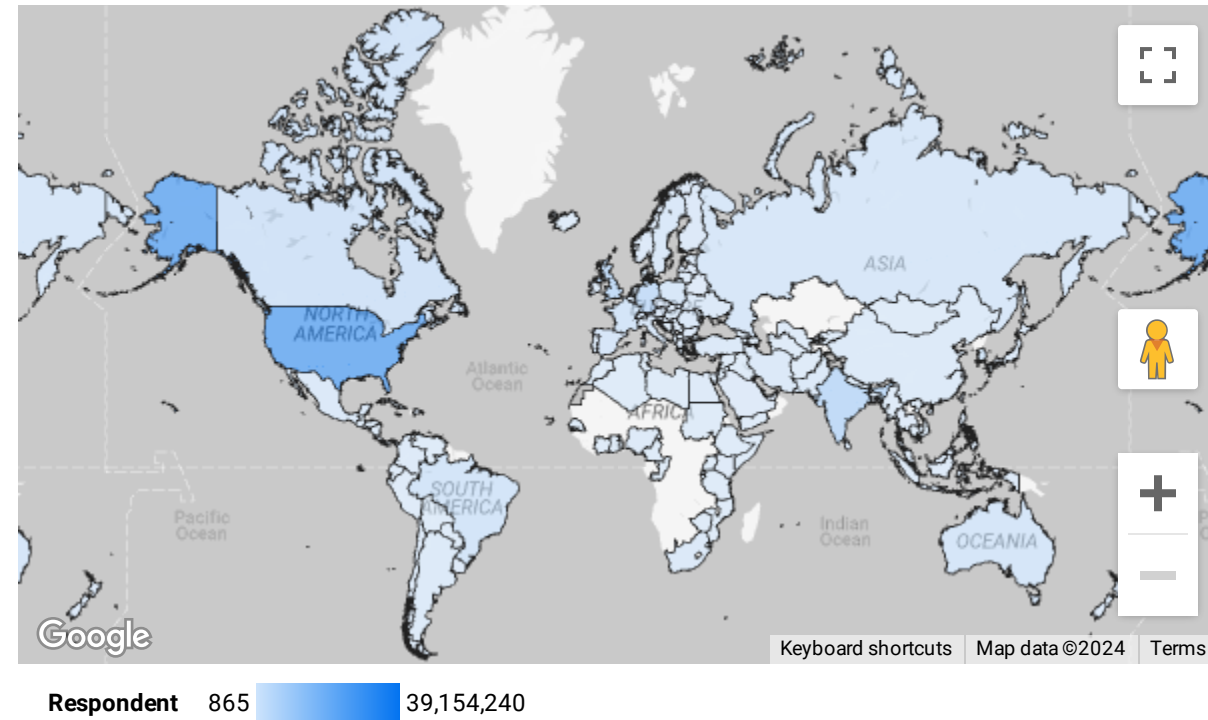 ASIA
NORTH
AMERICA
Atlantic
Ocean
AFRICA
SOUTH
AMERICA
Pacific
Ocean
Indian
Ocean
OCEANIA
Google
Keyboard shortcuts
Map data ©2024
Terms
Respondent 865 39,154,240